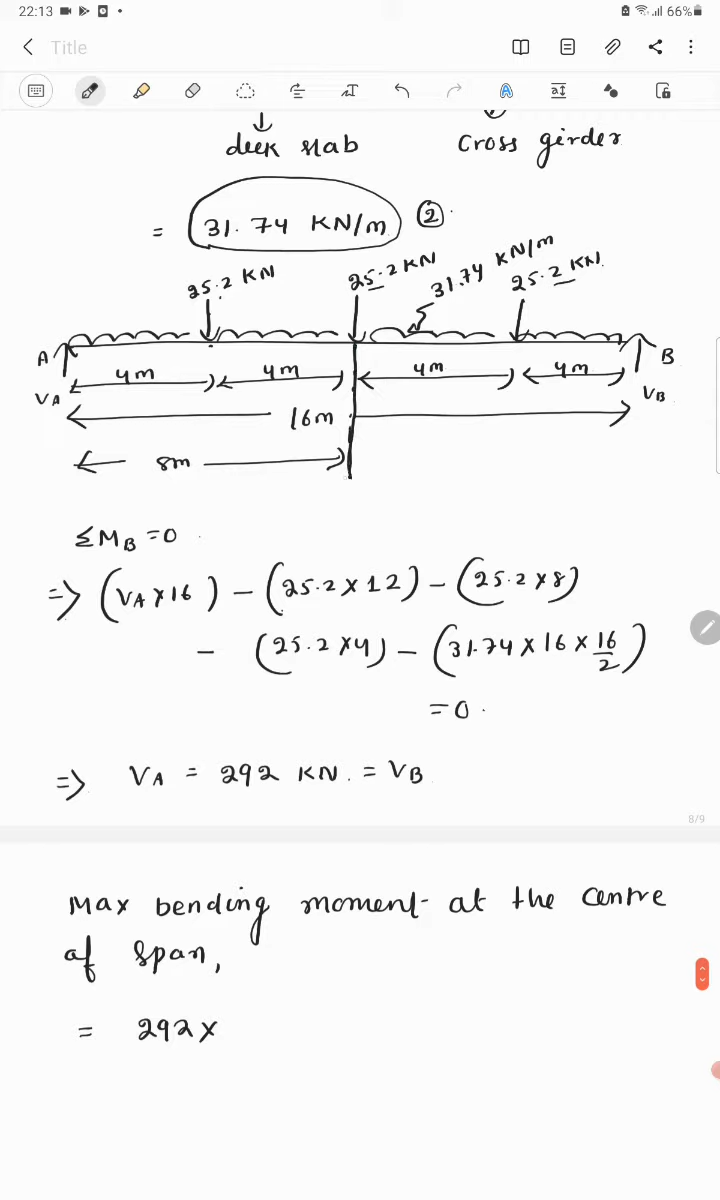 22:13 66%
Title
deek slab cross girder
= 31.74 KN/m ②
25.2 KN 25.2 KN 31.74 KN/m 25.2 KN
A B
VA 4m 4m 4m 4m VB
16m
8m
ΣMB =0
=> (VA x 16) - (25.2 x 12) - (25.2 x 8)
- (25.2 x 4) - (31.74 x 16 x 16/2)
=0.
=> VA = 292 KN. = VB
8/9
Max bending moment at the centre
of span,
= 292 x